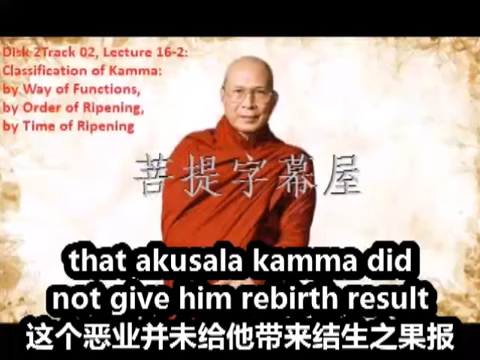 Disk 2Track 02, Lecture 16-2:
Classification of Kamma:
by Way of Functions,
by Order of Ripening,
by Time of Ripening
菩提字幕屋
that akusala kamma did
not give him rebirth result
这个恶业并未给他带来结生之果报